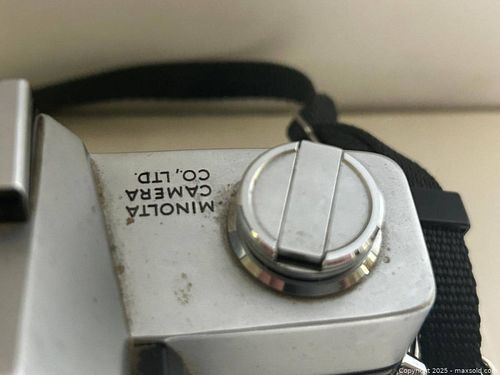 MINOLTA
CAMERA
CO., LTD.
Copyright 2025 - maxsold.com